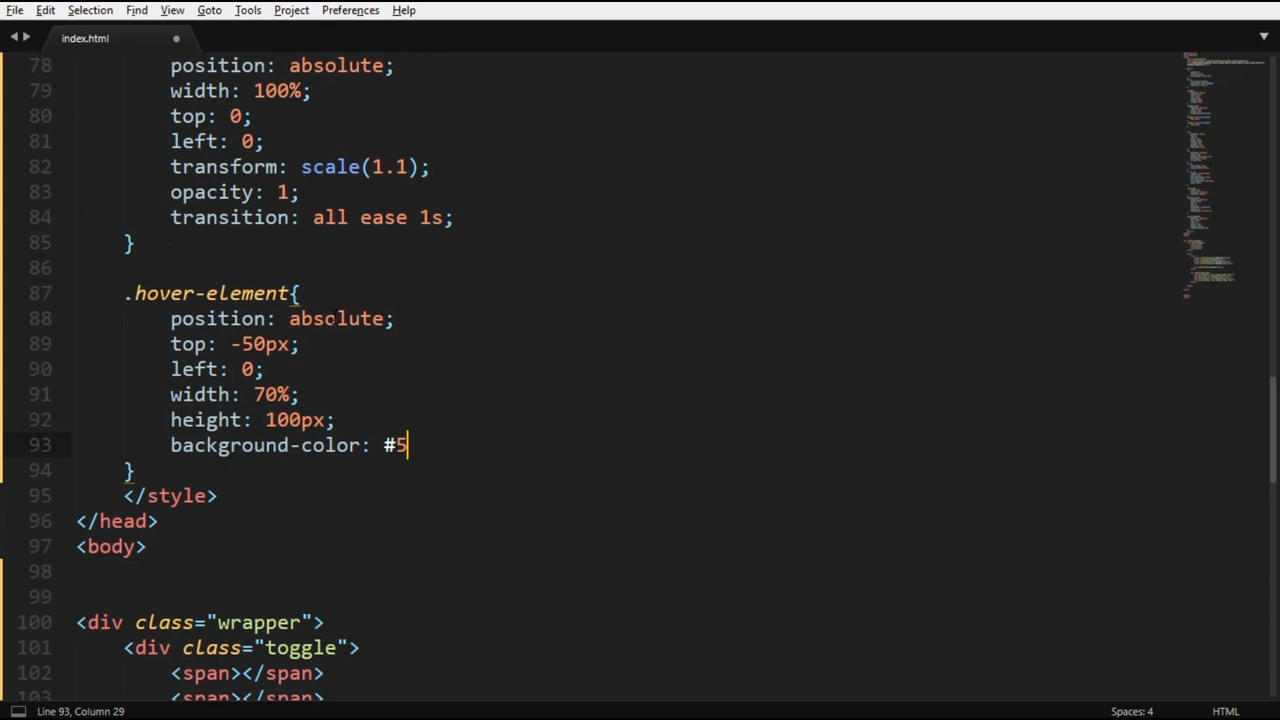 File Edit Selection Find View Goto Tools Project Preferences Help
index.html
78 position: absolute;
79 width: 100%;
80 top: 0;
81 left: 0;
82 transform: scale(1.1);
83 opacity: 1;
84 transition: all ease 1s;
85 }
86
87 .hover-element{
88 position: absolute;
89 top: -50px;
90 left: 0;
91 width: 70%;
92 height: 100px;
93 background-color: #5
94 }
95 </style>
96 </head>
97 <body>
98
99
100 <div class="wrapper">
101 <div class="toggle">
102 <span></span>
103 <span></span>
Line 93, Column 29 Spaces: 4 HTML